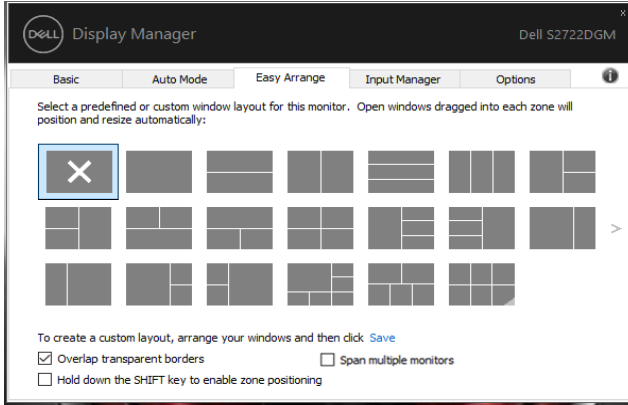 DELL Display Manager
Dell S2722DGM
Basic Auto Mode Easy Arrange Input Manager Options
Select a predefined or custom window layout for this monitor. Open windows dragged into each zone will
position and resize automatically:
To create a custom layout, arrange your windows and then click Save
Overlap transparent borders
Span multiple monitors
Hold down the SHIFT key to enable zone positioning